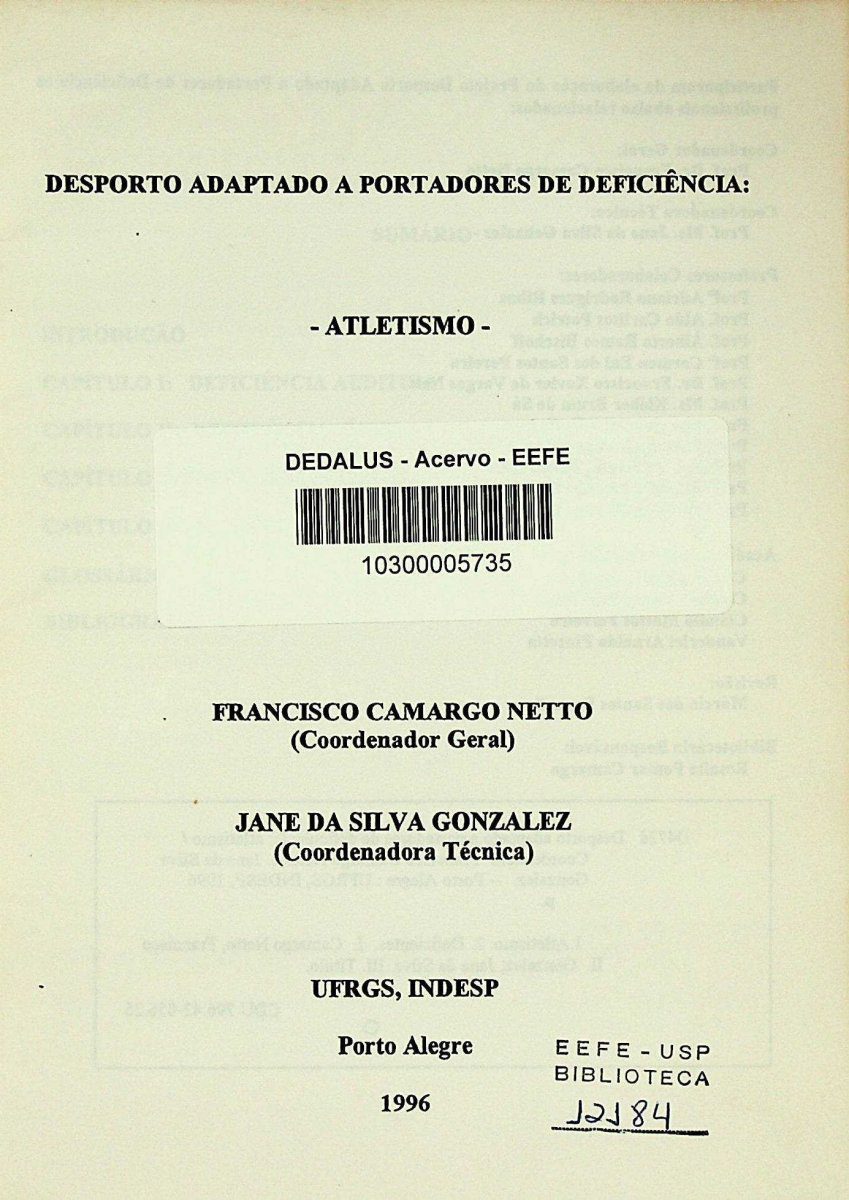 DESPORTO ADAPTADO A PORTADORES DE DEFICIÊNCIA:
- ATLETISMO -
DEDALUS - Acervo - EEFE
10300005735
FRANCISCO CAMARGO NETTO
(Coordenador Geral)
JANE DA SILVA GONZALEZ
(Coordenadora Técnica)
UFRGS, INDESP
Porto Alegre
1996
EEFE - USP
BIBLIOTECA
12184